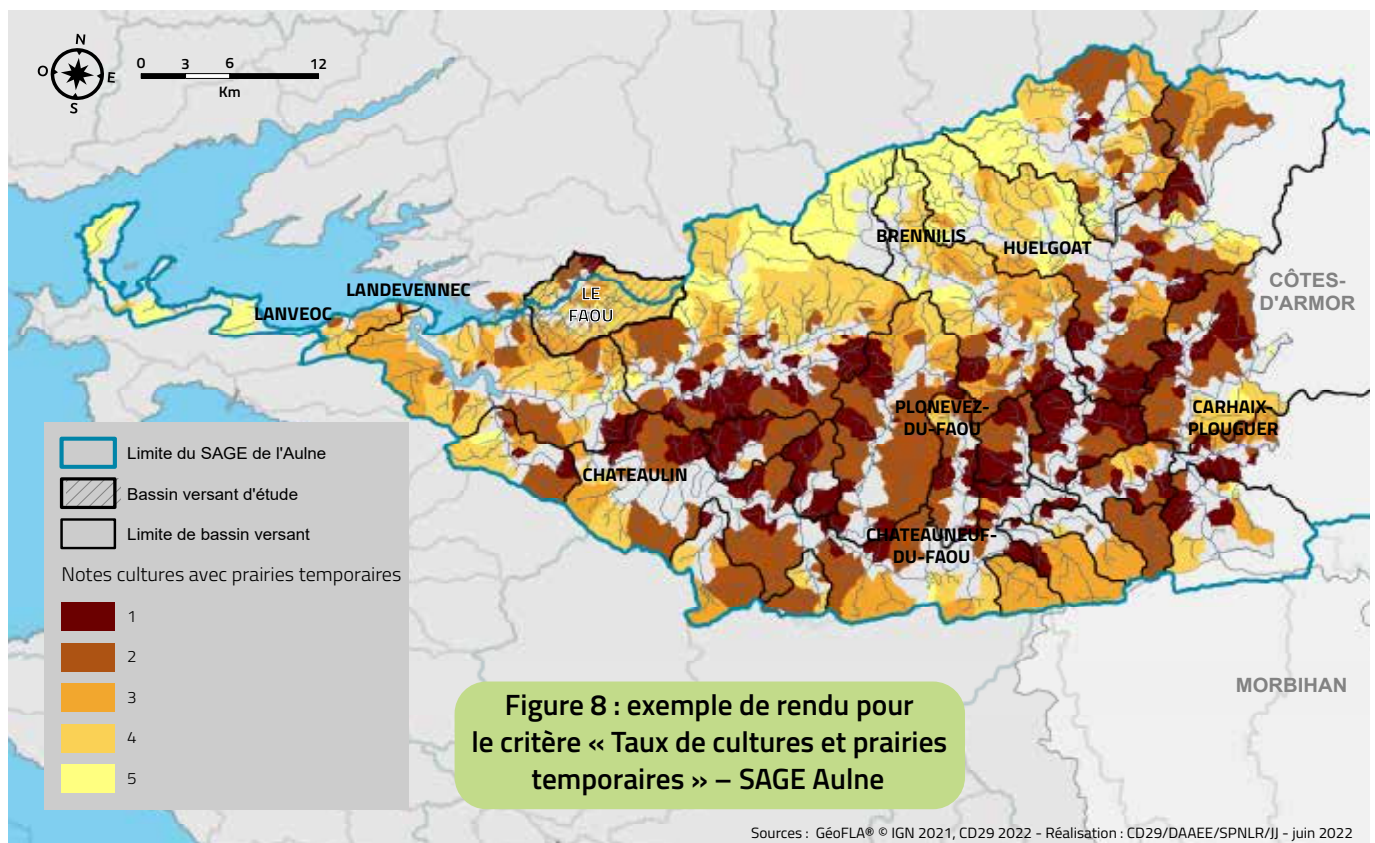 N
O
E
S
0 3 6 12
Km
BRENNILIS
HUELGOAT
CÔTES-
D'ARMOR
LANDEVENNEC
LE
FAOU
LANVEOC
PLONEVEZ-
DU-FAOU
CARHAIX-
PLOUGUER
CHATEAULIN
CHATEAUNEUF-
DU-FAOU
MORBIHAN
Limite du SAGE de l'Aulne
Bassin versant d'étude
Limite de bassin versant
Notes cultures avec prairies temporaires
1
2
3
4
5
Figure 8 : exemple de rendu pour
le critère « Taux de cultures et prairies
temporaires » – SAGE Aulne
Sources : GéoFLA® © IGN 2021, CD29 2022 - Réalisation : CD29/DAAEE/SPNLR/JJ - juin 2022